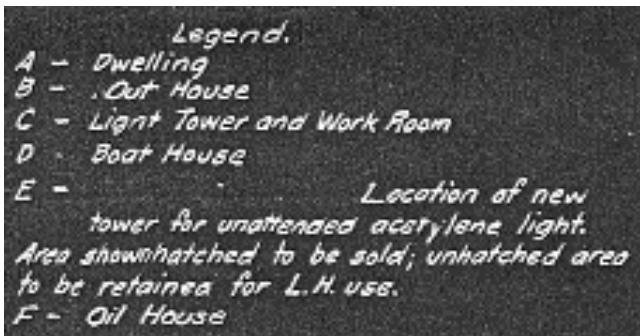 Legend.
A - Dwelling
B - Out House
C - Light Tower and Work Room
D - Boat House
E - Location of new
tower for unattended acetylene light.
Area shown hatched to be sold; unhatched area
to be retained for L.H. use.
F - Oil House